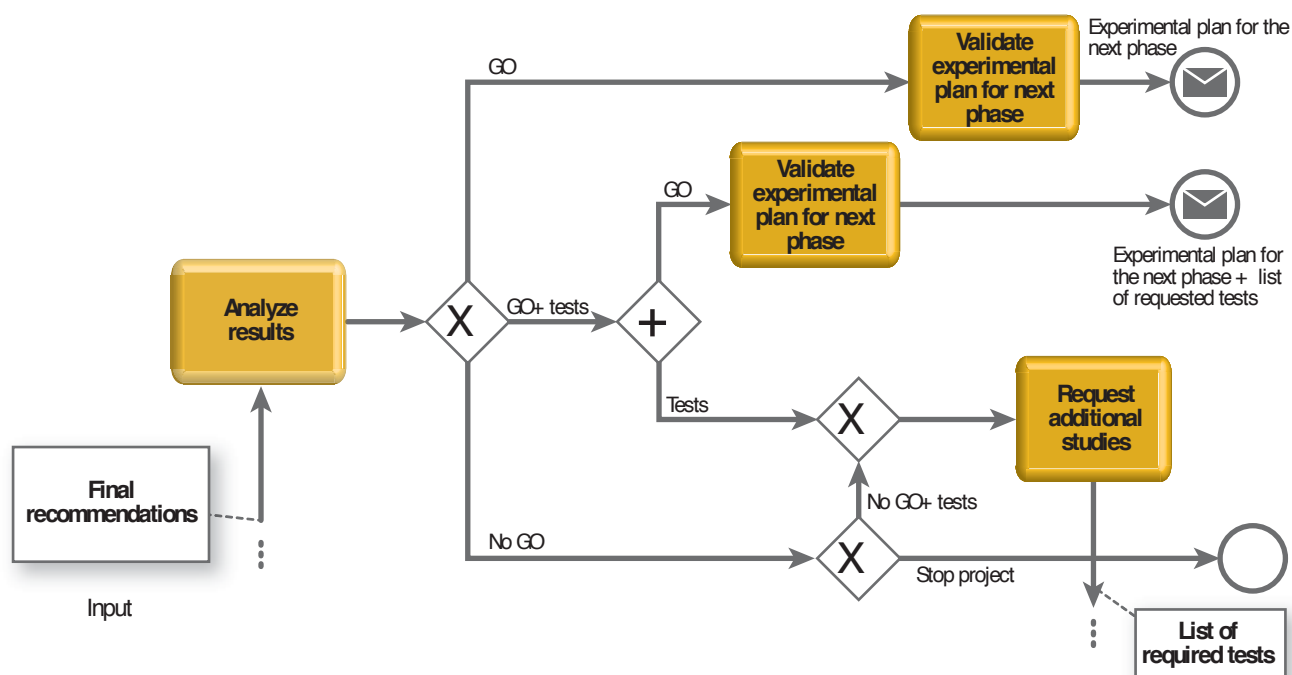 Experimental plan for the
next phase
Validate
experimental
plan for next
phase
GO
Validate
experimental
plan for next
phase
GO
Experimental plan for
the next phase + list
of requested tests
Analyze
results
X
GO+ tests
+
Tests
X
Request
additional
studies
Final
recommendations
No GO+ tests
No GO
X
Stop project
Input
List of
required tests